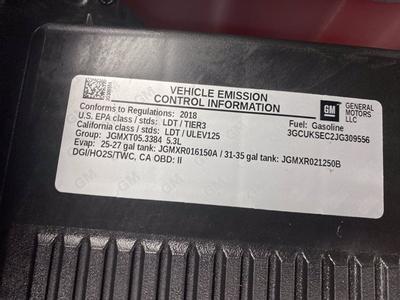 VEHICLE EMISSION
CONTROL INFORMATION
GM
GENERAL
MOTORS
LLC
Conforms to Regulations: 2018
Fuel: Gasoline
U.S. EPA class / stds: LDT / TIER3
3GCUKSEC2JG309556
California class / stds: LDT / ULEV125
Group: JGMXT05.3384 5.3L
Evap: 25-27 gal tank: JGMXR016150A / 31-35 gal tank: JGMXR021250B
DGI/HO2S/TWC, CA OBD: II